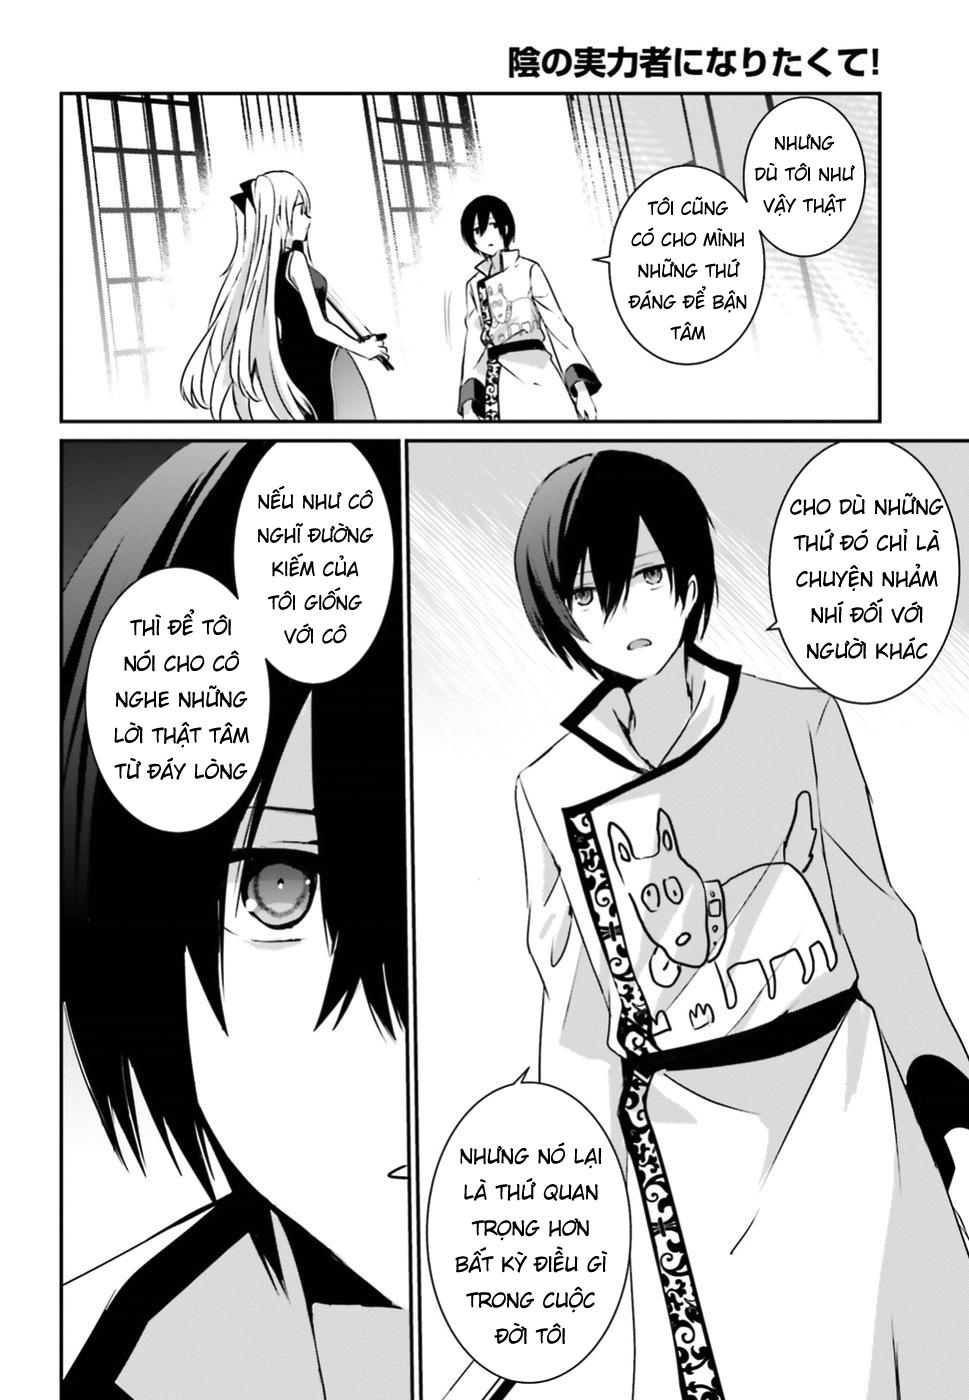 陰の実力者になりたくて!
NHƯNG
DÙ TÔI NHƯ
VẬY THẬT
TÔI CŨNG
CÓ CHO MÌNH
NHỮNG THỨ
ĐÁNG ĐỂ BẬN
TÂM
CHO DÙ NHỮNG
THỨ ĐÓ CHỈ LÀ
CHUYỆN NHẢM
NHÍ ĐỐI VỚI
NGƯỜI KHÁC
NHƯNG NÓ LẠI
LÀ THỨ QUAN
TRỌNG HƠN
BẤT KỲ ĐIỀU GÌ
TRONG CUỘC
ĐỜI TÔI
NẾU NHƯ CÔ
NGHĨ ĐƯỜNG
KIẾM CỦA
TÔI GIỐNG
VỚI CÔ
THÌ ĐỂ TÔI
NÓI CHO CÔ
NGHE NHỮNG
LỜI THẬT TÂM
TỪ ĐÁY LÒNG